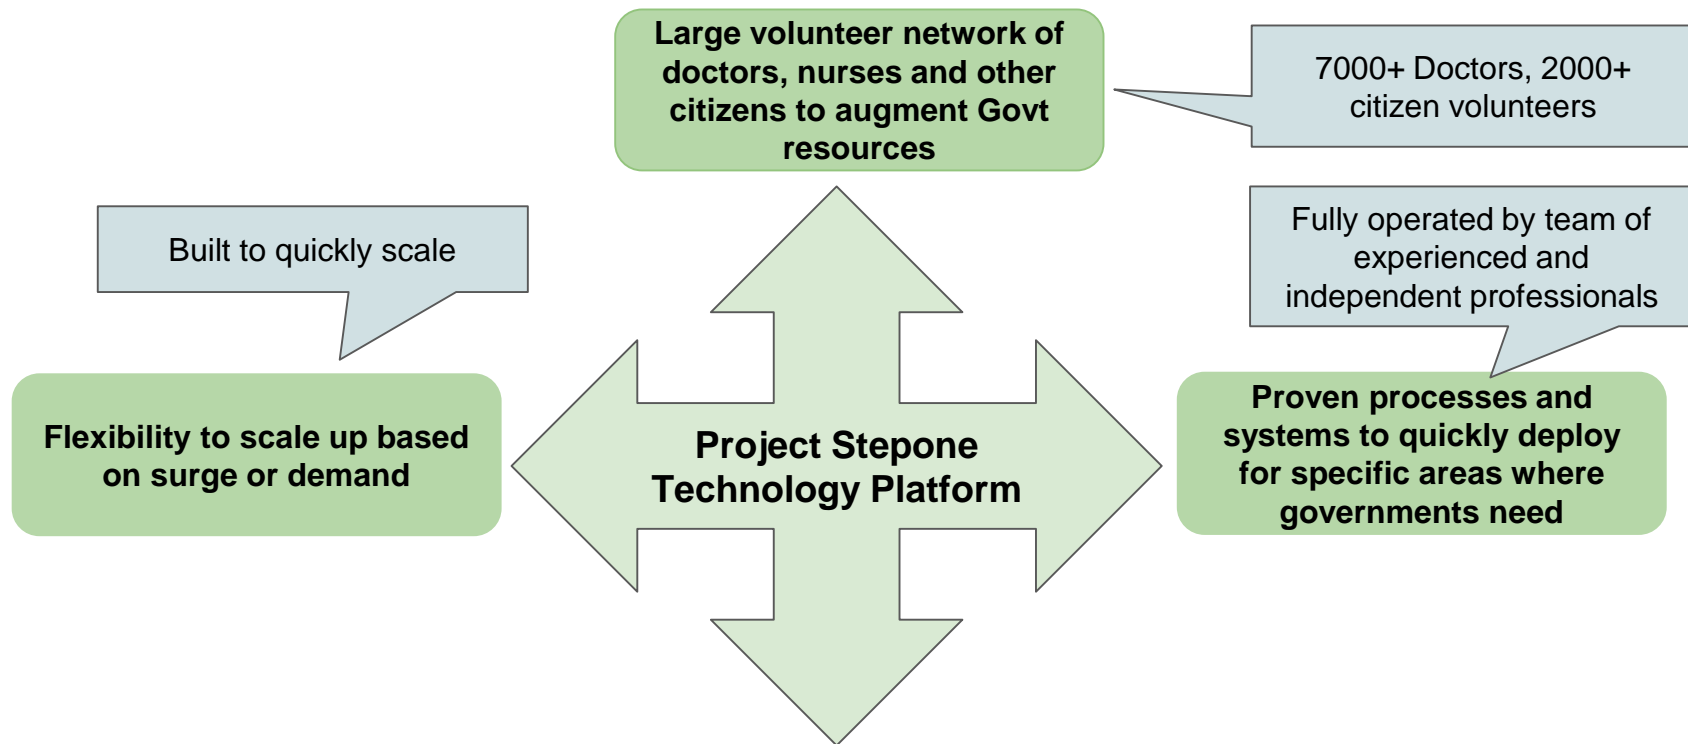 Large volunteer network of
doctors, nurses and other
citizens to augment Govt
resources
7000+ Doctors, 2000+
citizen volunteers
Built to quickly scale
Fully operated by team of
experienced and
independent professionals
Flexibility to scale up based
on surge or demand
Project Stepone
Technology Platform
Proven processes and
systems to quickly deploy
for specific areas where
governments need